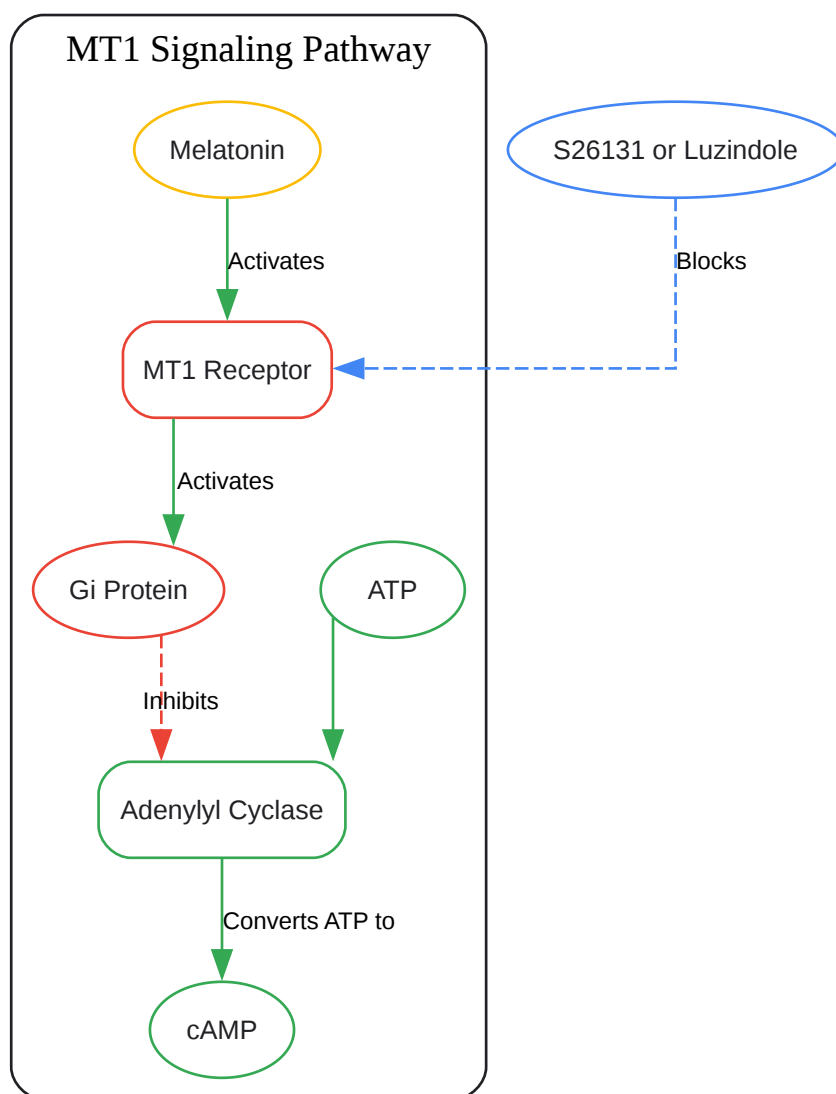 MT1 Signaling Pathway
Melatonin
S26131 or Luzindole
Activates
Blocks
MT1 Receptor
Activates
Gi Protein
ATP
Inhibits
Adenylyl Cyclase
Converts ATP to
cAMP